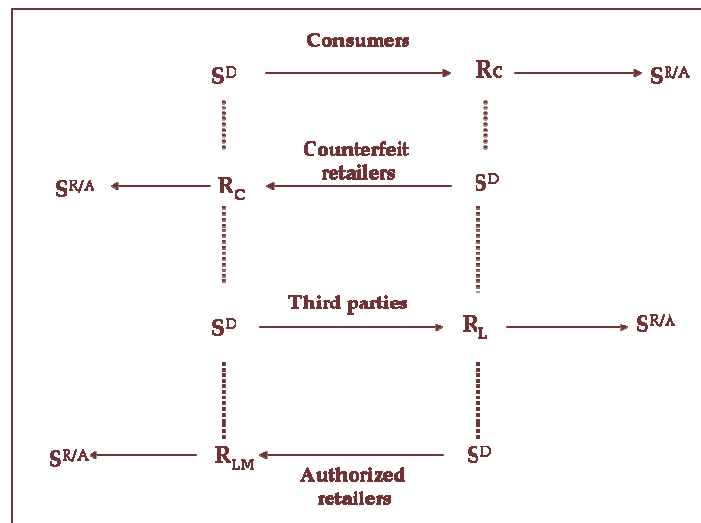 Consumers
S^D RC S^R/A
Counterfeit
retailers
S^R/A R_C S^D
Third parties
S^D R_L S^R/A
S^R/A R_LM S^D
Authorized
retailers